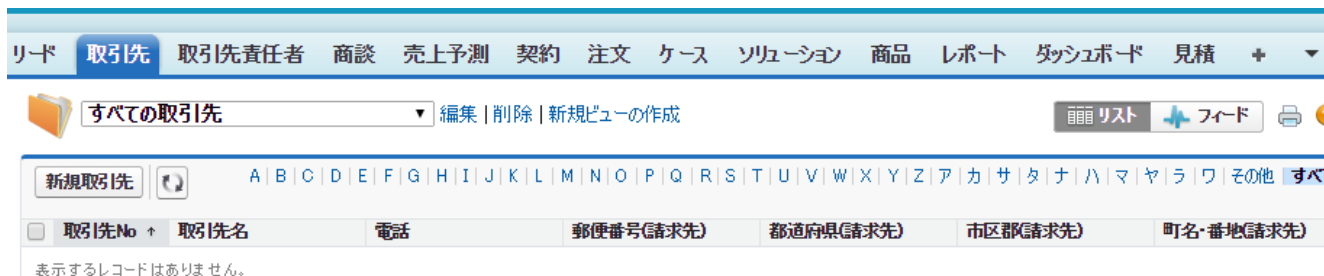 リード 取引先 取引先責任者 商談 売上予測 契約 注文 ケース ソリューション 商品 レポート ダッシュボード 見積 +
すべての取引先 編集 | 削除 | 新規ビューの作成 リスト フィード
新規取引先 A | B | C | D | E | F | G | H | I | J | K | L | M | N | O | P | Q | R | S | T | U | V | W | X | Y | Z | ア | カ | サ | タ | ナ | ハ | マ | ヤ | ラ | ワ | その他 すべ
取引先No ↑ 取引先名 電話 郵便番号(請求先) 都道府県(請求先) 市区郡(請求先) 町名・番地(請求先)
表示するレコードはありません。